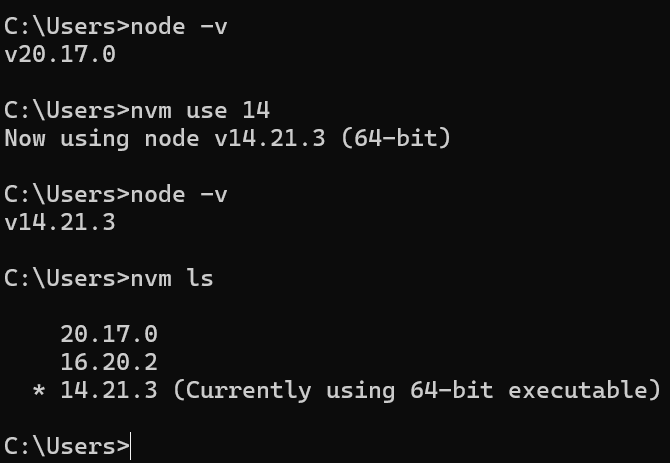 C:\Users>node -v
v20.17.0
C:\Users>nvm use 14
Now using node v14.21.3 (64-bit)
C:\Users>node -v
v14.21.3
C:\Users>nvm ls
20.17.0
16.20.2
* 14.21.3 (Currently using 64-bit executable)
C:\Users>